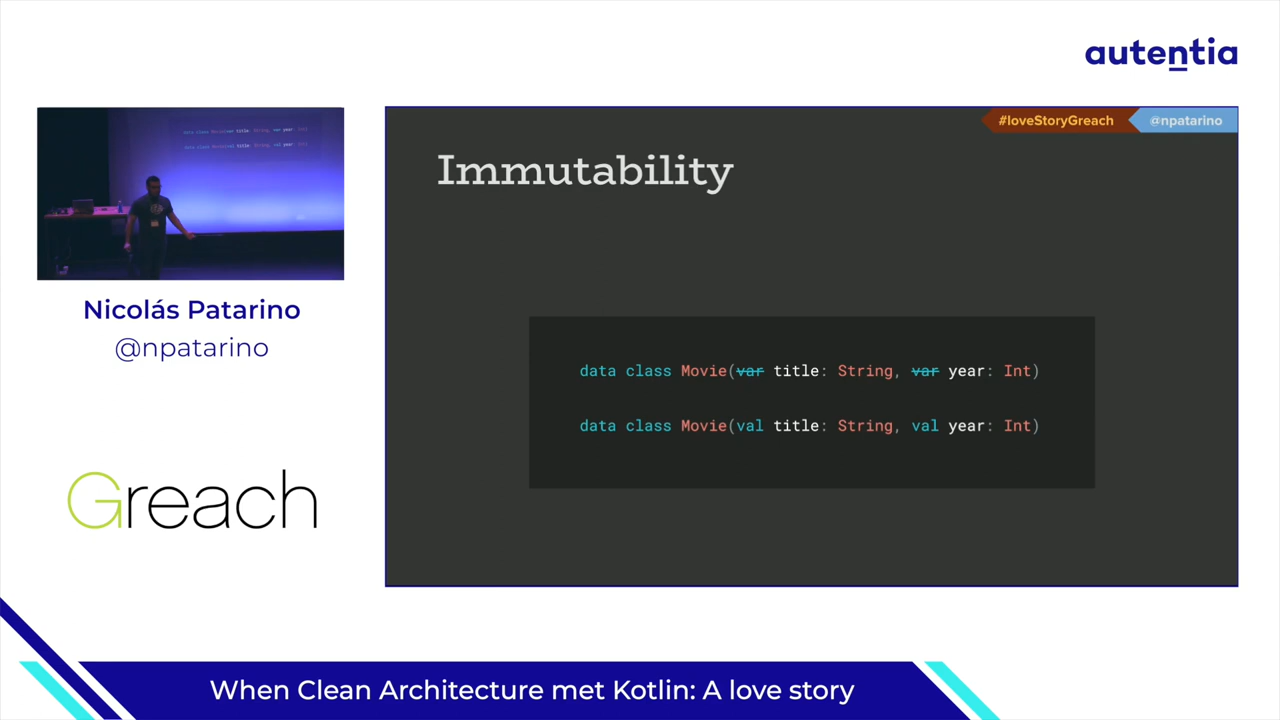 autentia
#loveStoryGreach
@npatarino
Immutability
data class Movie(var title: String, var year: Int)
data class Movie(val title: String, val year: Int)
Nicolás Patarino
@npatarino
Greach
When Clean Architecture met Kotlin: A love story